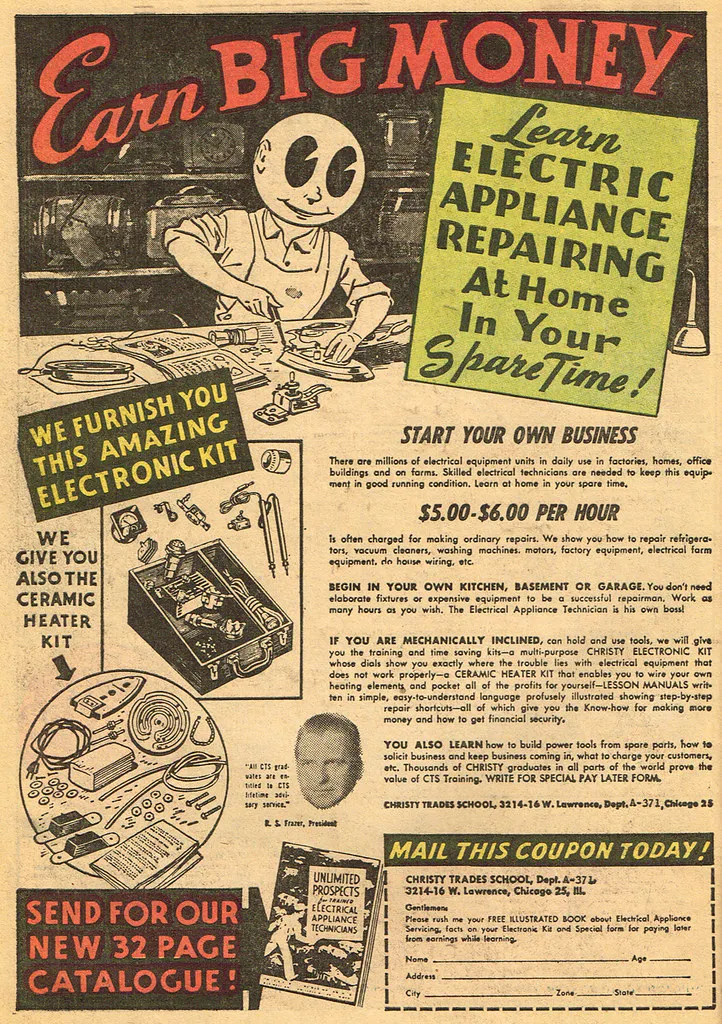 Earn BIG MONEY
Learn
ELECTRIC
APPLIANCE
REPAIRING
At Home
In Your
Spare Time!
WE FURNISH YOU
THIS AMAZING
ELECTRONIC KIT
WE
GIVE YOU
ALSO THE
CERAMIC
HEATER
KIT
START YOUR OWN BUSINESS
There are millions of electrical equipment units in daily use in factories, homes, office
buildings and on farms. Skilled electrical technicians are needed to keep this equip-
ment in good running condition. Learn at home in your spare time.
$5.00-$6.00 PER HOUR
Is often charged for making ordinary repairs. We show you how to repair refrigera-
tors, vacuum cleaners, washing machines, motors, factory equipment, electrical farm
equipment, do house wiring, etc.
BEGIN IN YOUR OWN KITCHEN, BASEMENT OR GARAGE. You don't need
elaborate fixtures or expensive equipment to be a successful repairman. Work as
many hours as you wish. The Electrical Appliance Technician is his own boss!
IF YOU ARE MECHANICALLY INCLINED, can hold and use tools, we will give
you the training and time saving kits—a multi-purpose CHRISTY ELECTRONIC KIT
whose dials show you exactly where the trouble lies with electrical equipment that
does not work properly—a CERAMIC HEATER KIT that enables you to wire your own
heating elements and pocket all of the profits for yourself—LESSON MANUALS writ-
ten in simple, easy-to-understand language profusely illustrated showing step-by-step
repair shortcuts—all of which give you the Know-how for making more
money and how to get financial security.
YOU ALSO LEARN how to build power tools from spare parts, how to
solicit business and keep business coming in, what to charge your customers,
etc. Thousands of CHRISTY graduates in all parts of the world prove the
value of CTS Training. WRITE FOR SPECIAL PAY LATER FORM.
CHRISTY TRADES SCHOOL, 3214-16 W. Lawrence, Dept. A-371, Chicago 25
"All CTS grad-
uates are en-
titled to CTS
lifetime advi-
sory service."
R. S. Frazer, President
SEND FOR OUR
NEW 32 PAGE
CATALOGUE!
UNLIMITED
PROSPECTS
for TRAINED
ELECTRICAL
APPLIANCE
TECHNICIANS
MAIL THIS COUPON TODAY!
CHRISTY TRADES SCHOOL, Dept. A-371,
3214-16 W. Lawrence, Chicago 25, Ill.
Gentlemen:
Please rush me your FREE ILLUSTRATED BOOK about Electrical Appliance
Servicing, facts on your Electronic Kit and Special form for paying later
from earnings while learning.
Name Age
Address
City Zone State